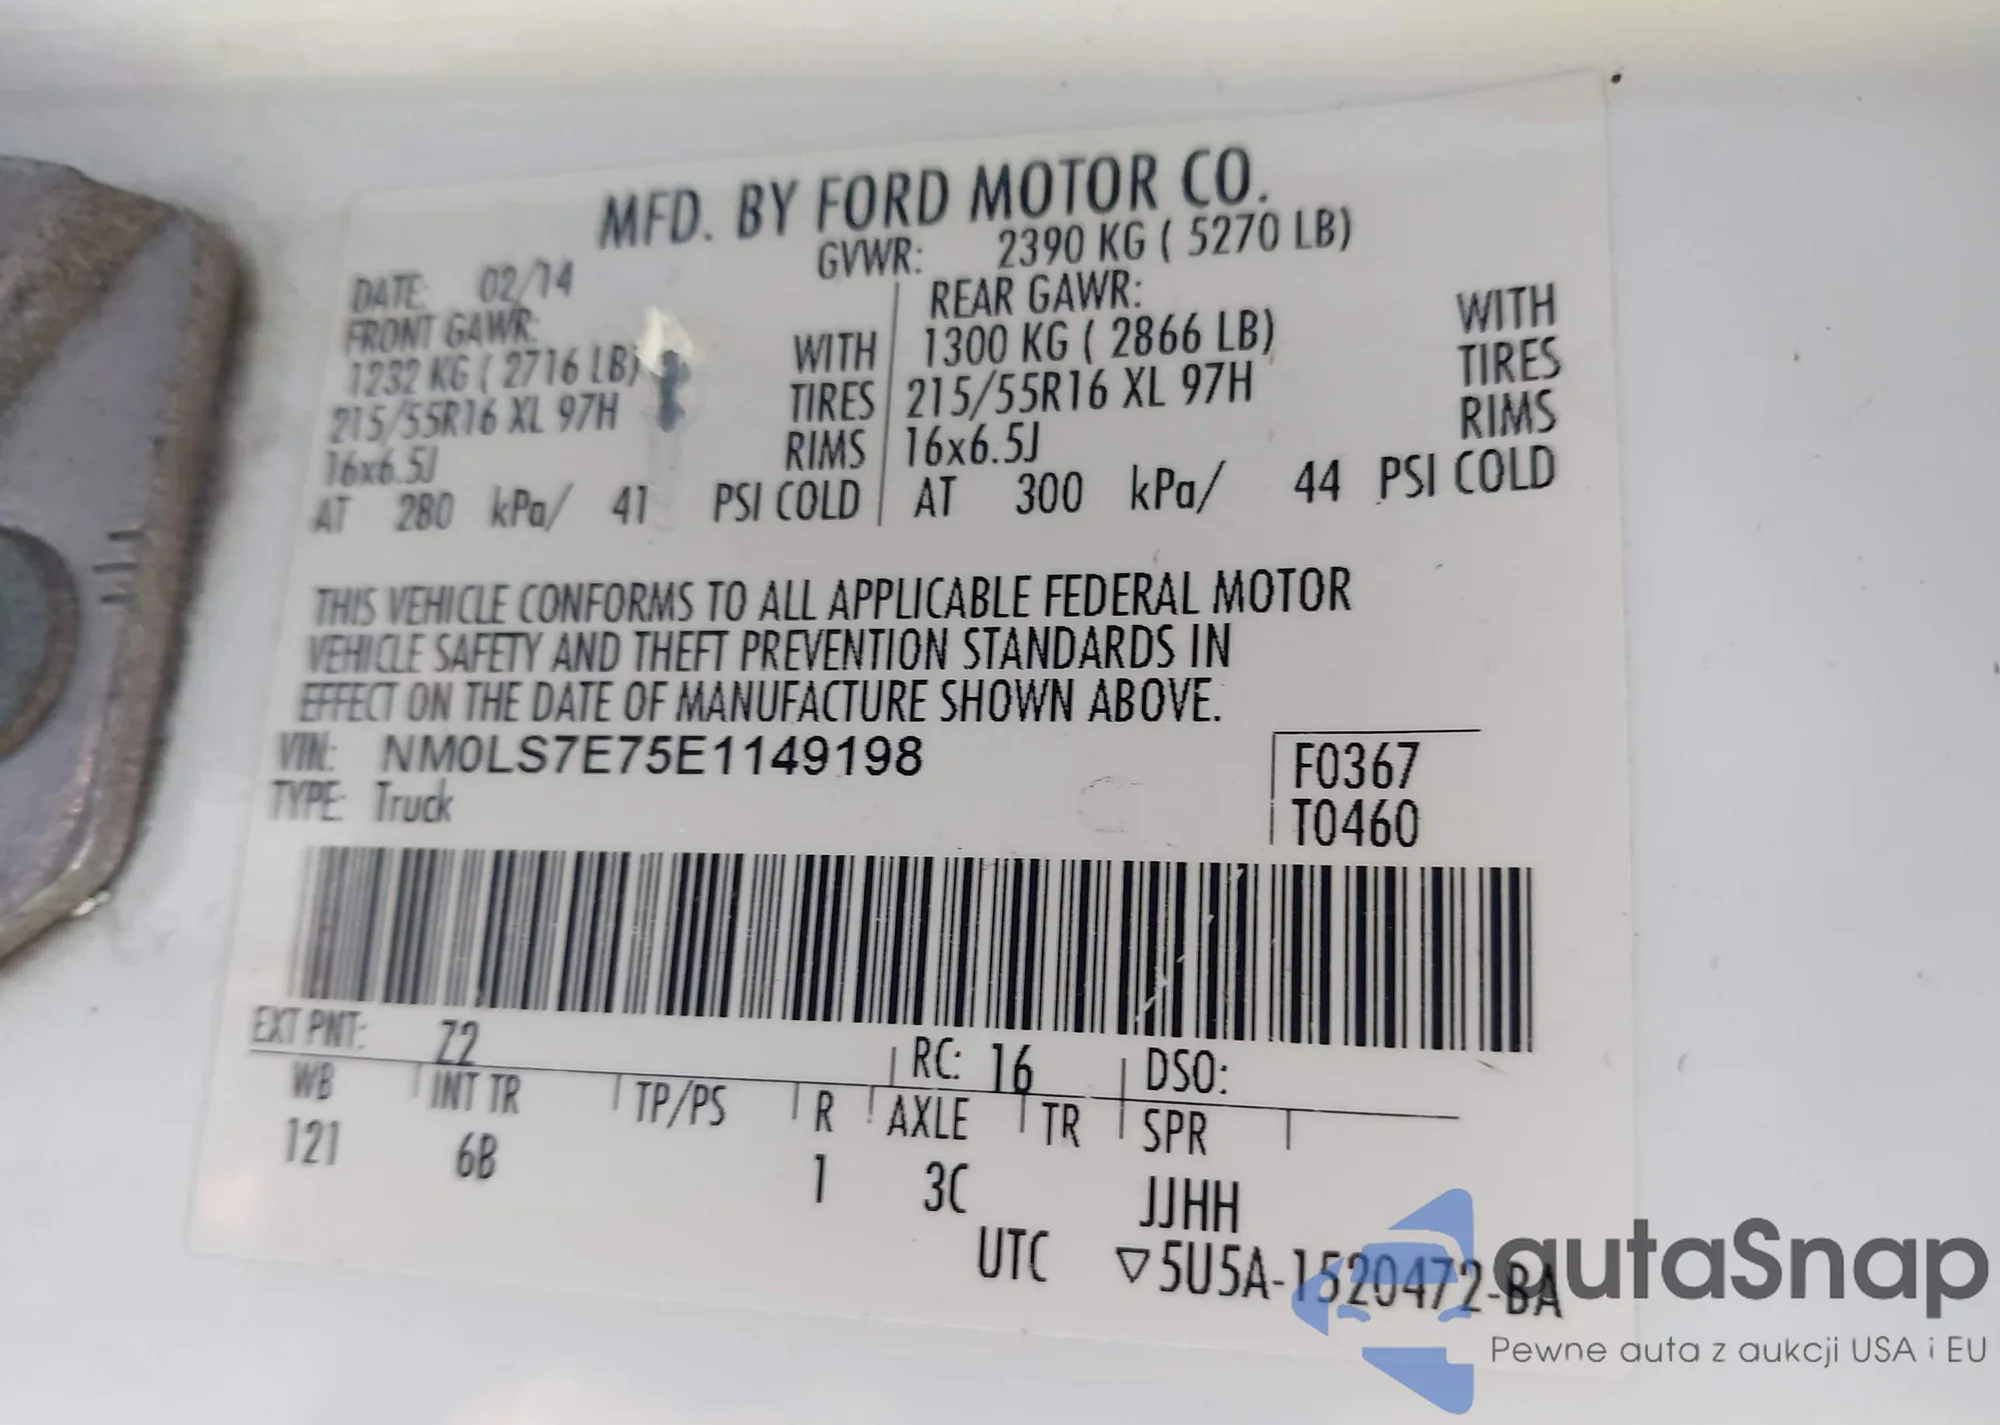 MFD. BY FORD MOTOR CO.
DATE: 02/14 GVWR: 2390 KG ( 5270 LB)
FRONT GAWR: REAR GAWR:
1232 KG ( 2716 LB) WITH 1300 KG ( 2866 LB) WITH
215/55R16 XL 97H TIRES 215/55R16 XL 97H TIRES
16x6.5J RIMS 16x6.5J RIMS
AT 280 kPa/ 41 PSI COLD AT 300 kPa/ 44 PSI COLD
THIS VEHICLE CONFORMS TO ALL APPLICABLE FEDERAL MOTOR
VEHICLE SAFETY AND THEFT PREVENTION STANDARDS IN
EFFECT ON THE DATE OF MANUFACTURE SHOWN ABOVE.
VIN: NM0LS7E75E1149198 F0367
TYPE: Truck T0460
EXT PNT: Z2 RC: 16 DSO:
WB INT TR TP/PS R AXLE TR SPR
121 6B 1 3C JJHH
UTC ▽5U5A-1520472-BA
autaSnap
Pewne auta z aukcji USA i EU